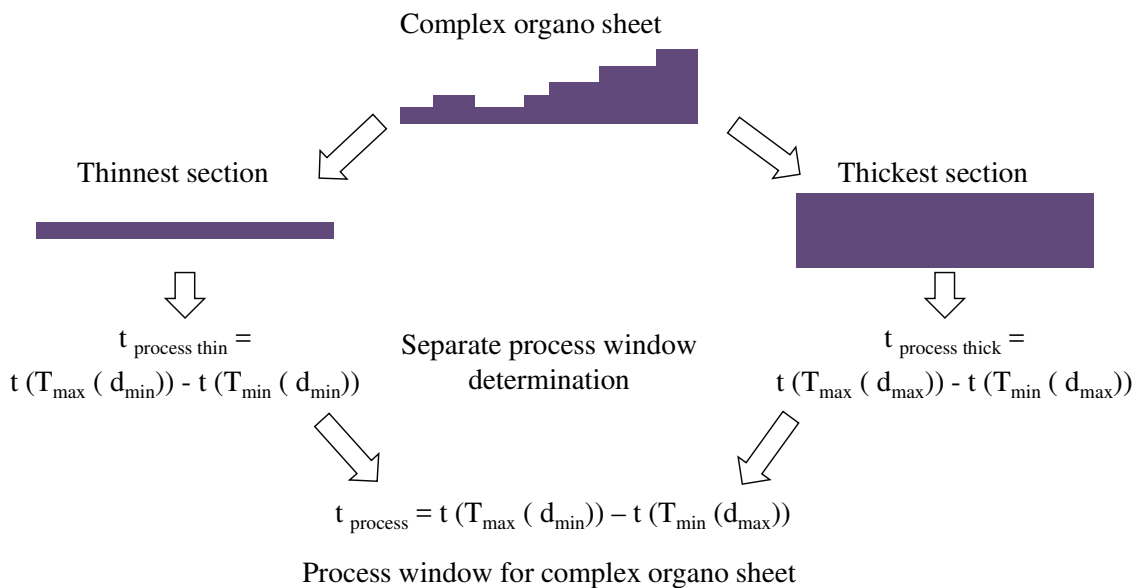 Complex organo sheet
Thinnest section
Thickest section
t process thin =
t (Tmax ( dmin)) - t (Tmin ( dmin))
Separate process window
determination
t process thick =
t (Tmax ( dmax)) - t (Tmin ( dmax))
t process = t (Tmax ( dmin)) – t (Tmin (dmax))
Process window for complex organo sheet